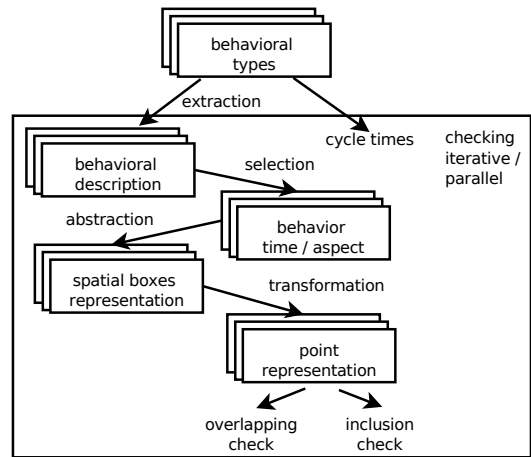 behavioral
types
extraction
cycle times
checking
iterative /
parallel
behavioral
description
selection
abstraction
behavior
time / aspect
spatial boxes
representation
transformation
point
representation
overlapping
check
inclusion
check